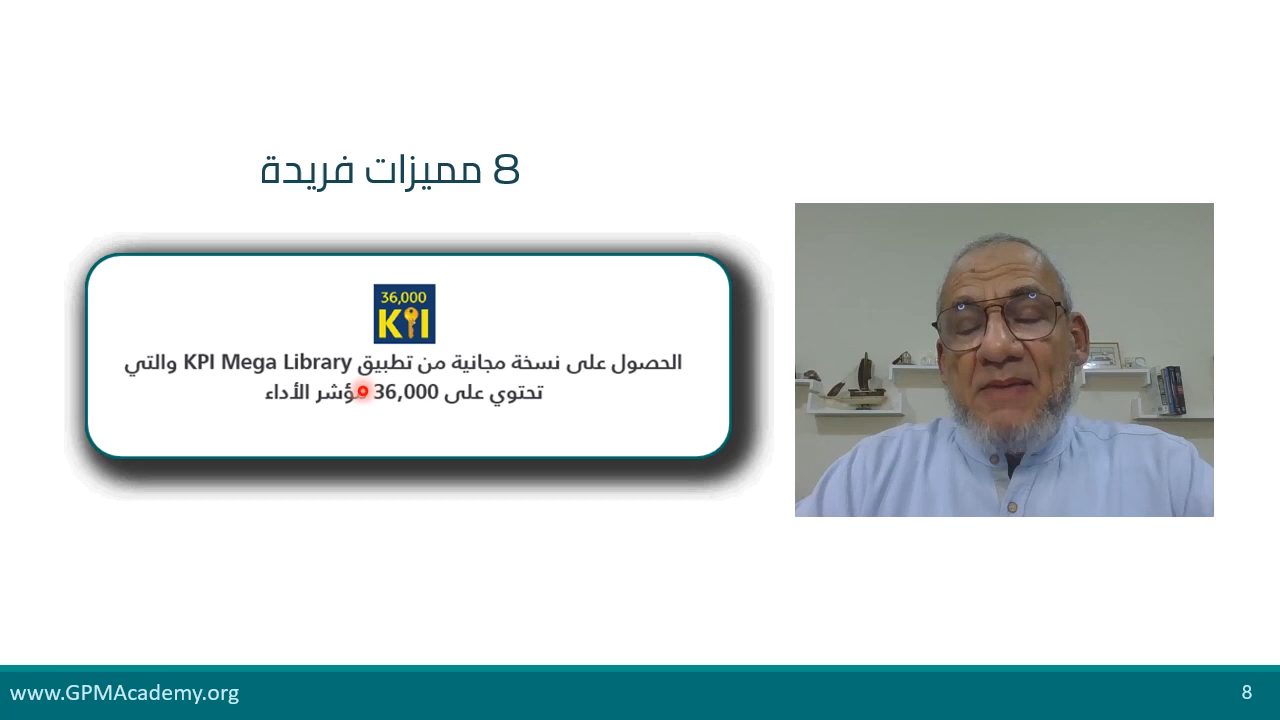 8 مميزات فريدة
36,000
KPI
الحصول على نسخة مجانية من تطبيق KPI Mega Library والتي
تحتوي على 36,000 مؤشر الأداء
www.GPMAcademy.org
8